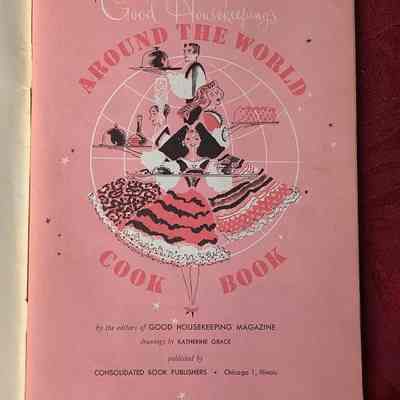 Good Housekeeping's
AROUND THE WORLD
COOK BOOK
by the editors of GOOD HOUSEKEEPING MAGAZINE
drawings by KATHERINE GRACE
published by
CONSOLIDATED BOOK PUBLISHERS • Chicago 1, Illinois